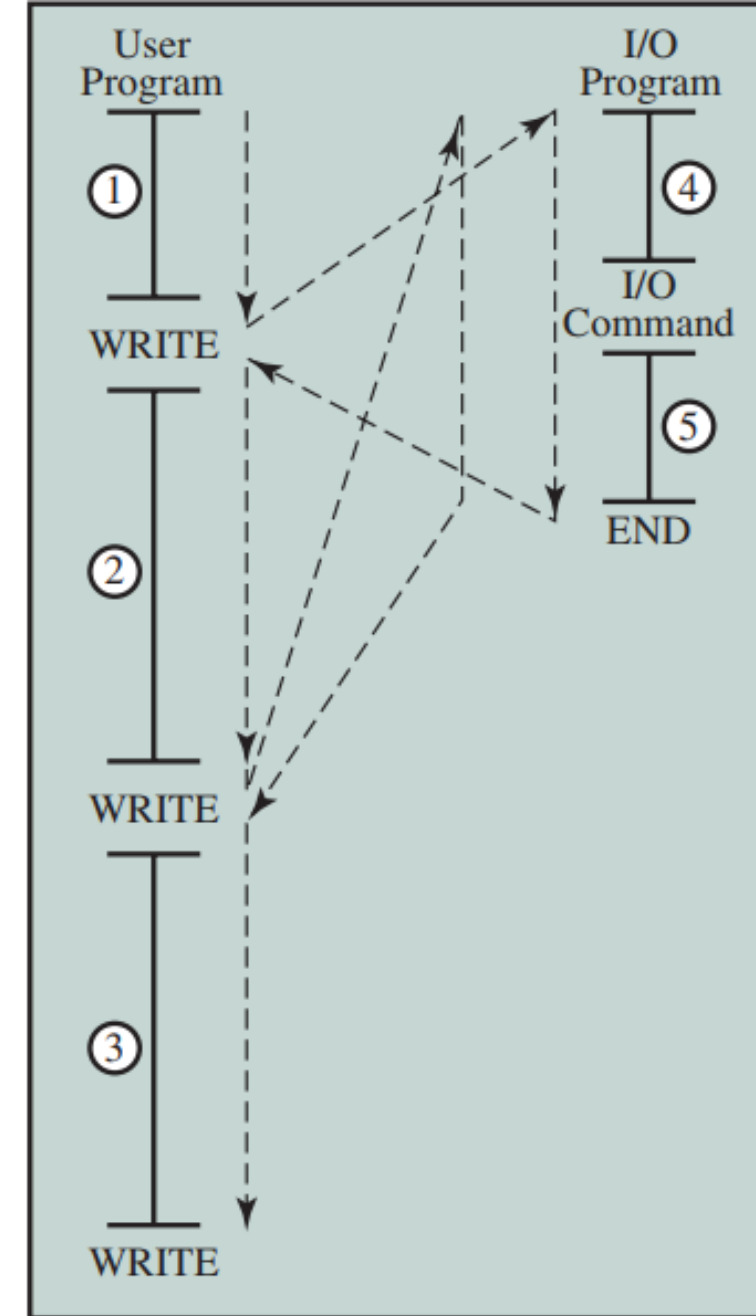 User
Program
1
WRITE
2
WRITE
3
WRITE
I/O
Program
4
I/O
Command
5
END